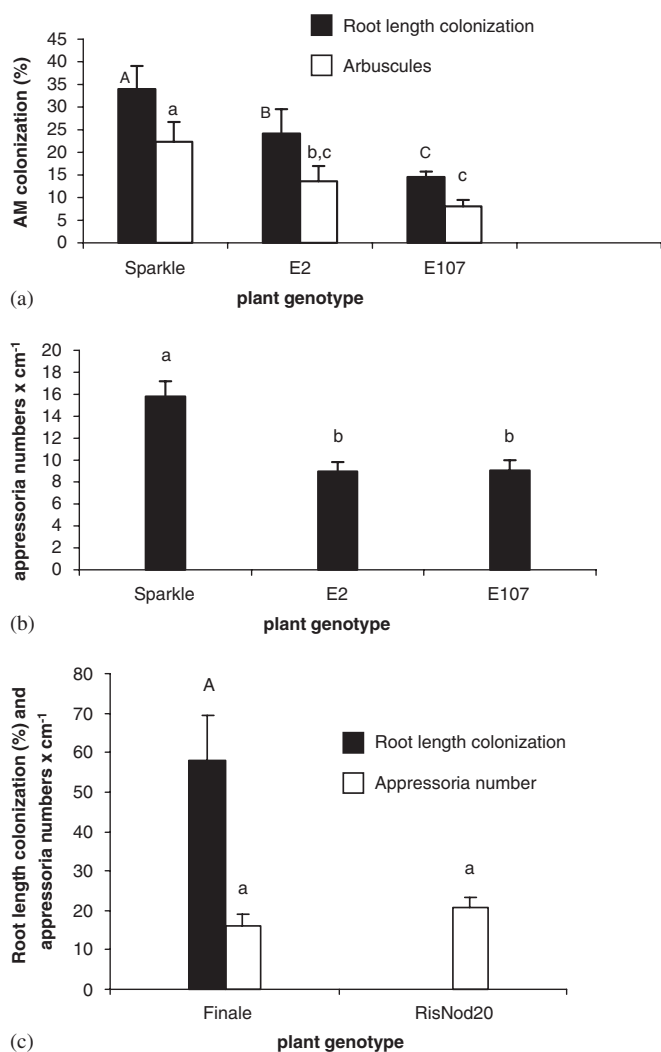 Root length colonization
Arbuscules
AM colonization (%)
45
40
35
30
25
20
15
10
5
0
A
a
B
b,c
C
c
Sparkle E2 E107
plant genotype
(a)
appressoria numbers x cm-1
20
18
16
14
12
10
8
6
4
2
0
a
b
b
Sparkle E2 E107
plant genotype
(b)
Root length colonization (%) and
appressoria numbers x cm-1
80
70
60
50
40
30
20
10
0
A
a
a
Root length colonization
Appressoria number
Finale RisNod20
plant genotype
(c)